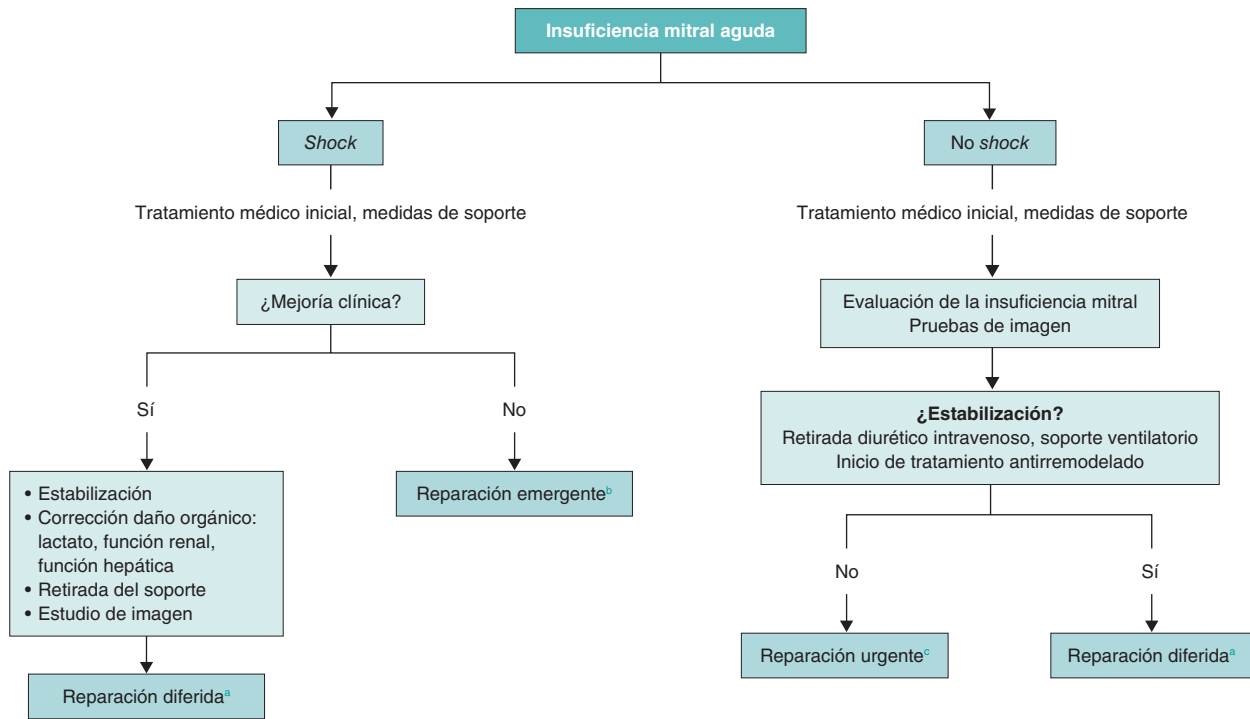 Insuficiencia mitral aguda
Shock
No shock
Tratamiento médico inicial, medidas de soporte
Tratamiento médico inicial, medidas de soporte
¿Mejoría clínica?
Evaluación de la insuficiencia mitral
Pruebas de imagen
Sí
No
¿Estabilización?
Retirada diurético intravenoso, soporte ventilatorio
Inicio de tratamiento antirremodelado
• Estabilización
• Corrección daño orgánico:
lactato, función renal,
función hepática
• Retirada del soporte
• Estudio de imagen
Reparación emergenteᵇ
No
Sí
Reparación diferidaᵃ
Reparación urgenteᶜ
Reparación diferidaᵃ